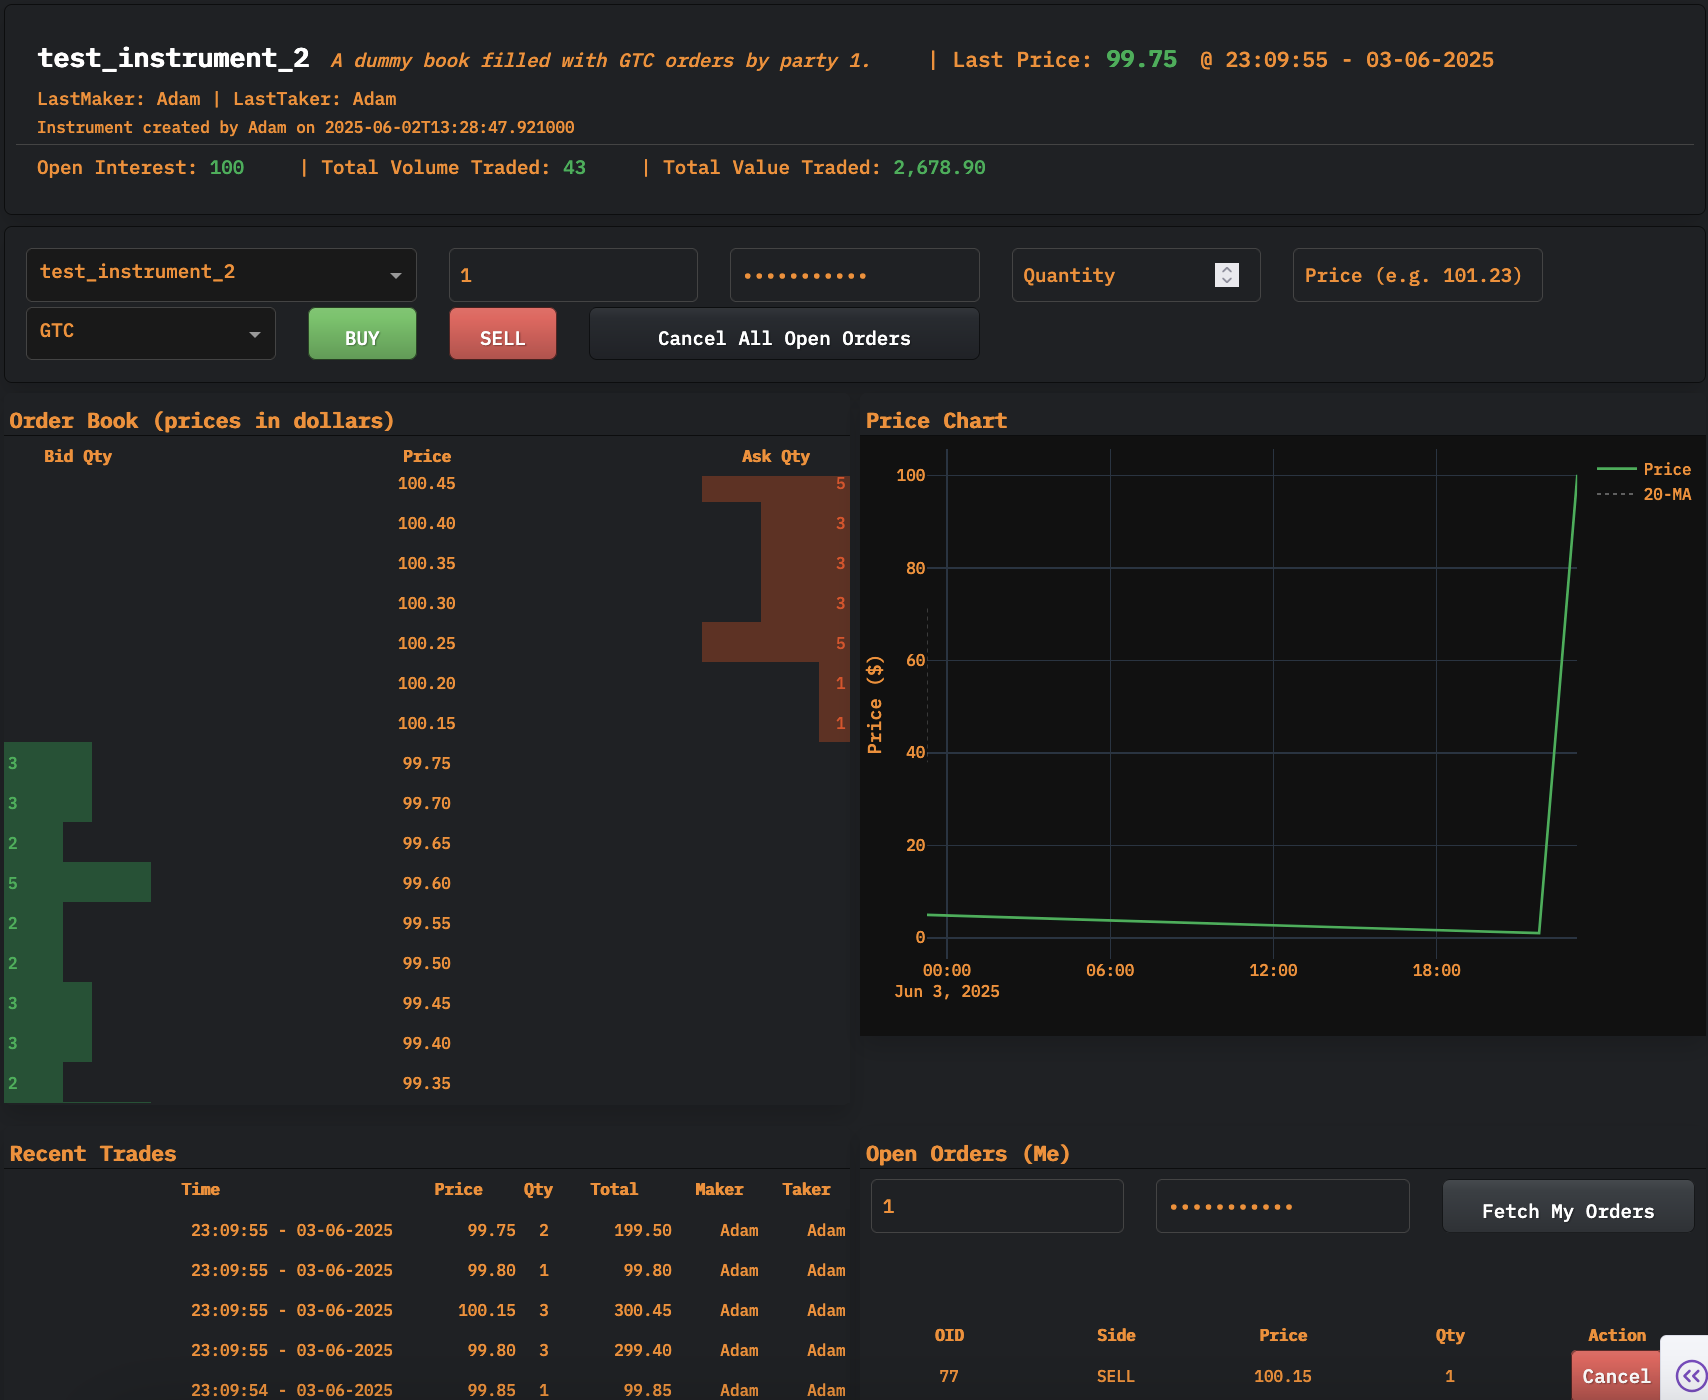 test_instrument_2 A dummy book filled with GTC orders by party 1. | Last Price: 99.75 @ 23:09:55 - 03-06-2025
LastMaker: Adam | LastTaker: Adam
Instrument created by Adam on 2025-06-02T13:28:47.921000
Open Interest: 100 | Total Volume Traded: 43 | Total Value Traded: 2,678.90
test_instrument_2 1 ••••••••••• Quantity Price (e.g. 101.23)
GTC BUY SELL Cancel All Open Orders
Order Book (prices in dollars)
Bid Qty Price Ask Qty
100.45 5
100.40 3
100.35 3
100.30 3
100.25 5
100.20 1
100.15 1
3 99.75
3 99.70
2 99.65
5 99.60
2 99.55
2 99.50
3 99.45
3 99.40
2 99.35
Price Chart
Price
20-MA
100
80
60
40
20
0
Price ($)
00:00 06:00 12:00 18:00
Jun 3, 2025
Recent Trades
Time Price Qty Total Maker Taker
23:09:55 - 03-06-2025 99.75 2 199.50 Adam Adam
23:09:55 - 03-06-2025 99.80 1 99.80 Adam Adam
23:09:55 - 03-06-2025 100.15 3 300.45 Adam Adam
23:09:55 - 03-06-2025 99.80 3 299.40 Adam Adam
23:09:54 - 03-06-2025 99.85 1 99.85 Adam Adam
Open Orders (Me)
1 ••••••••••• Fetch My Orders
OID Side Price Qty Action
77 SELL 100.15 1 Cancel